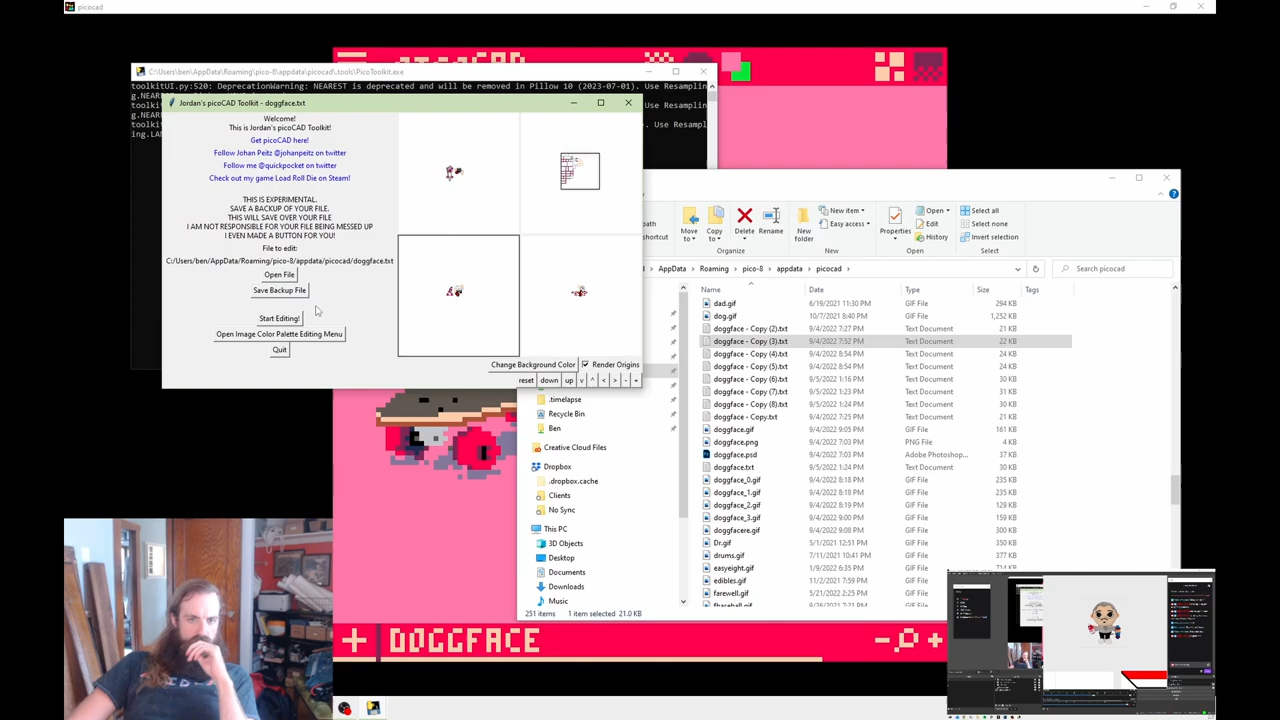 picocad
C:\Users\ben\AppData\Roaming\pico-8\appdata\picocad\.tools\PicoToolkit.exe
toolkitUI.py:520: DeprecationWarning: NEAREST is deprecated and will be removed in Pillow 10 (2023-07-01). Use Resamplin
g.NEAREST
toolkit
. Use Resampl
g.NEAREST
toolkit
. Use Resampl
ing.LAN
Jordan's picoCAD Toolkit - doggface.txt
Welcome!
This is Jordan's picoCAD Toolkit!
Get picoCAD here!
Follow Johan Peitz @johanpeitz on twitter
Follow me @quickpocket on twitter
Check out my game Load Roll Die on Steam!
THIS IS EXPERIMENTAL.
SAVE A BACKUP OF YOUR FILE.
THIS WILL SAVE OVER YOUR FILE
I AM NOT RESPONSIBLE FOR YOUR FILE BEING MESSED UP
I EVEN MADE A BUTTON FOR YOU!
File to edit:
C:/Users/ben/AppData/Roaming/pico-8/appdata/picocad/doggface.txt
Open File
Save Backup File
Start Editing!
Open Image Color Palette Editing Menu
Quit
Change Background Color
Render Origins
reset down up v ^ < > - +
path
shortcut
Move to
Copy to
Delete
Rename
New folder
New item
Easy access
Properties
Open
Edit
History
Select all
Select none
Invert selection
Organize
New
Open
Select
AppData > Roaming > pico-8 > appdata > picocad >
Search picocad
Name Date Type Size Tags
dad.gif 6/19/2021 11:30 PM GIF File 294 KB
dog.gif 10/7/2021 8:40 PM GIF File 1,252 KB
doggface - Copy (2).txt 9/4/2022 7:27 PM Text Document 21 KB
doggface - Copy (3).txt 9/4/2022 7:52 PM Text Document 22 KB
doggface - Copy (4).txt 9/4/2022 8:54 PM Text Document 24 KB
doggface - Copy (5).txt 9/4/2022 8:54 PM Text Document 24 KB
doggface - Copy (6).txt 9/5/2022 1:16 PM Text Document 30 KB
doggface - Copy (7).txt 9/5/2022 1:23 PM Text Document 31 KB
doggface - Copy (8).txt 9/5/2022 1:24 PM Text Document 30 KB
doggface - Copy.txt 9/4/2022 7:25 PM Text Document 21 KB
doggface.gif 9/4/2022 9:05 PM GIF File 161 KB
doggface.png 9/4/2022 7:03 PM PNG File 4 KB
doggface.psd 9/4/2022 7:03 PM Adobe Photoshop... 37 KB
doggface.txt 9/5/2022 1:24 PM Text Document 30 KB
doggface_0.gif 9/4/2022 8:18 PM GIF File 235 KB
doggface_1.gif 9/4/2022 8:18 PM GIF File 235 KB
doggface_2.gif 9/4/2022 8:19 PM GIF File 159 KB
doggface_3.gif 9/4/2022 9:00 PM GIF File 129 KB
doggfacere.gif 9/4/2022 9:08 PM GIF File 300 KB
Dr.gif 5/1/2021 12:51 PM GIF File 350 KB
drums.gif 7/11/2021 10:41 PM GIF File 377 KB
easyeight.gif 1/9/2022 6:35 PM GIF File 714 KB
edibles.gif 11/2/2021 7:59 PM GIF File
farewell.gif 5/21/2022 2:25 PM GIF File
GIF File
.timelapse
Recycle Bin
Ben
Creative Cloud Files
Dropbox
.dropbox.cache
Clients
No Sync
This PC
3D Objects
Desktop
Documents
Downloads
Music
251 items 1 item selected 21.0 KB
DOGGFACE